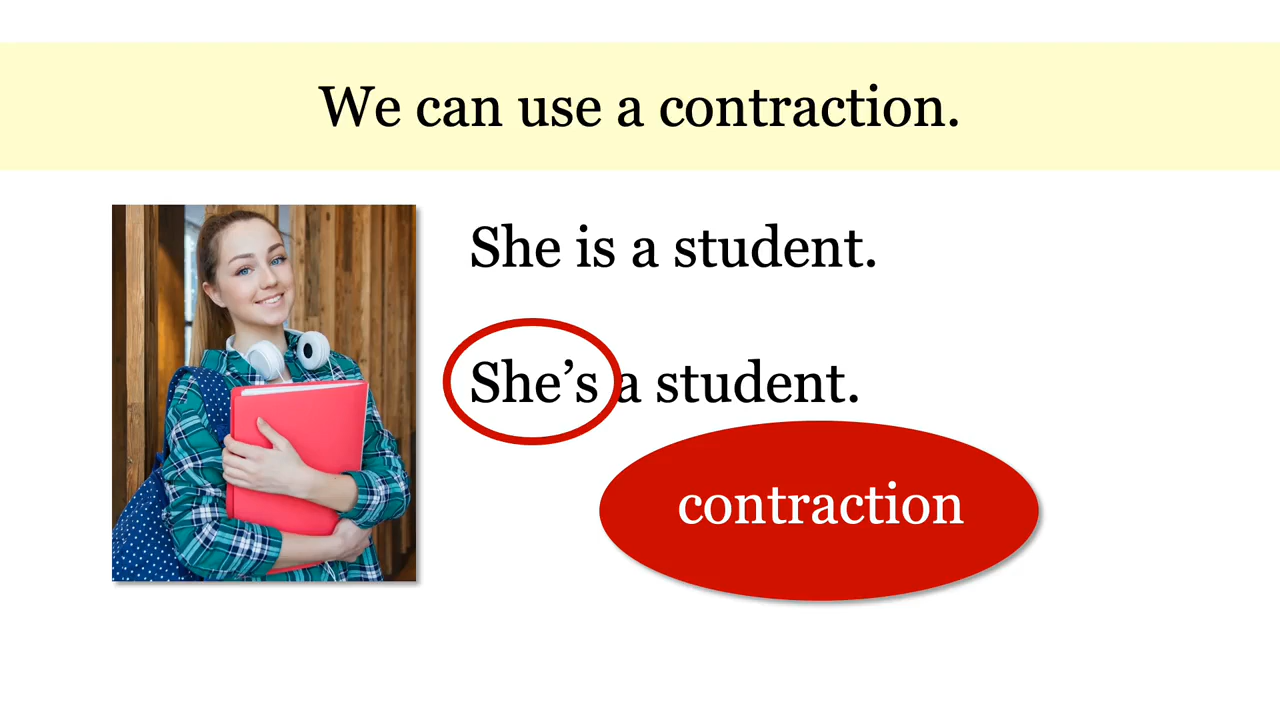 We can use a contraction.
She is a student.
She’s a student.
contraction